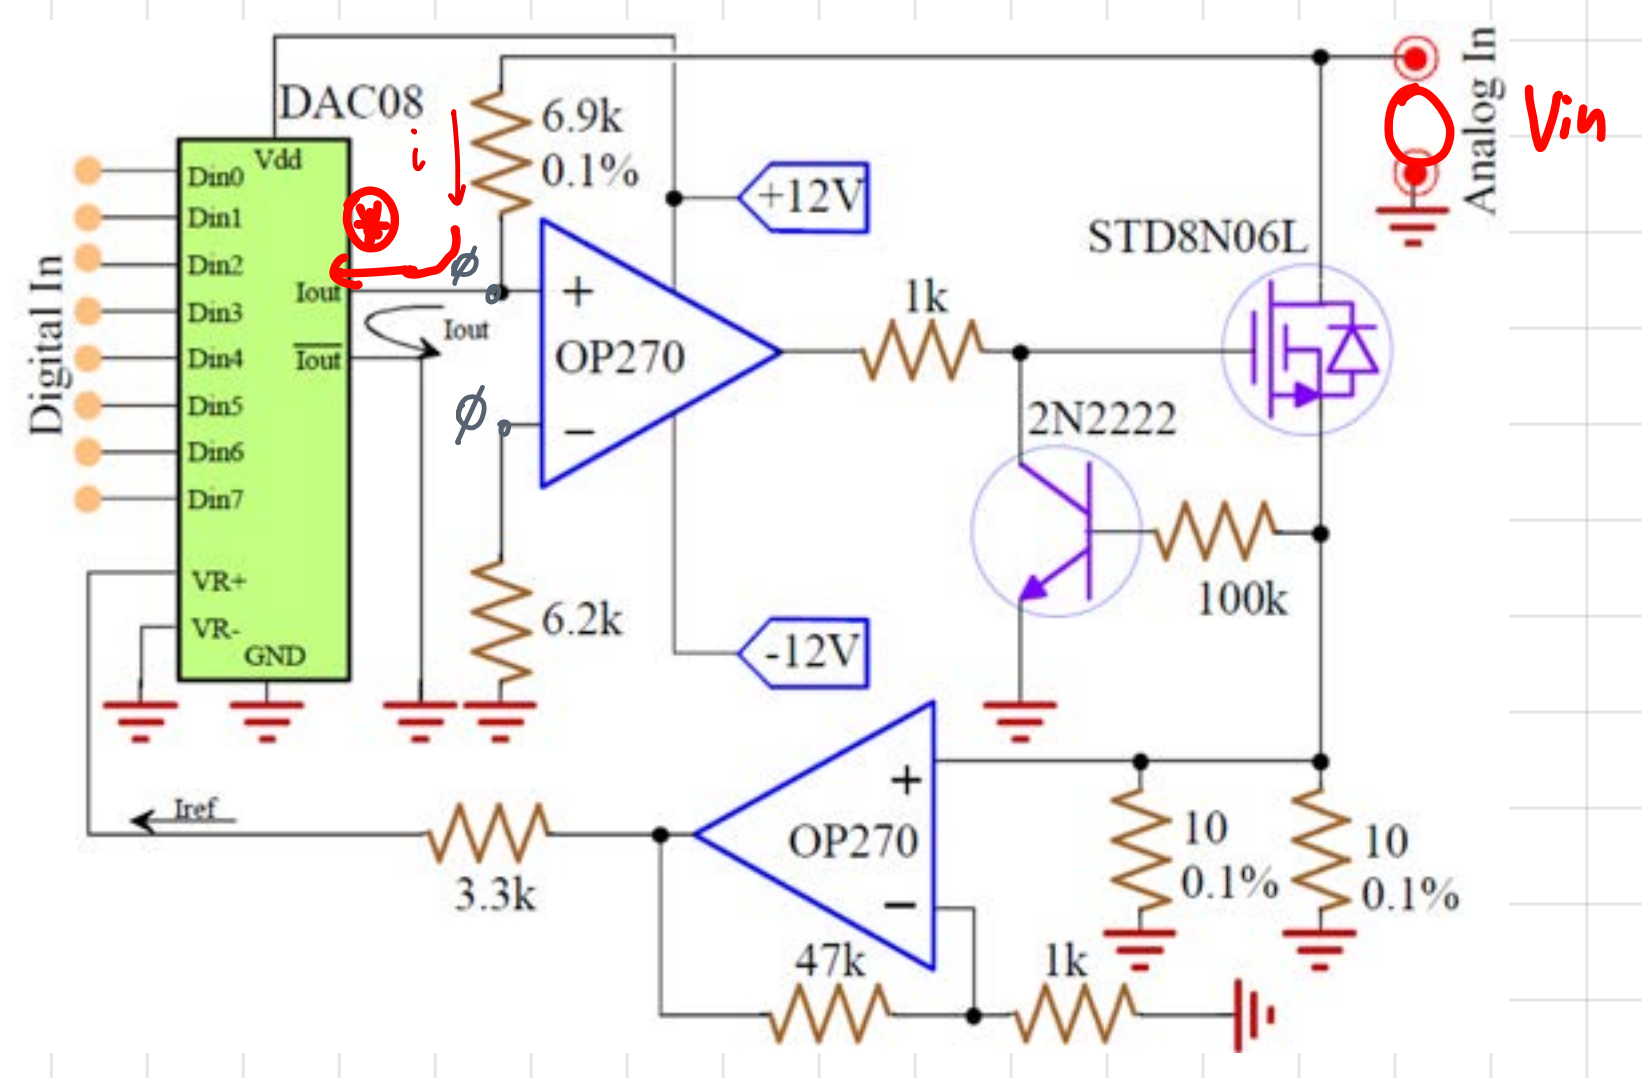 DAC08
Vdd
Din0
Din1
Din2
Iout
Din3
Iout
Din4
Din5
Din6
Din7
VR+
VR-
GND
Digital In
i
*
6.9k
0.1%
+12V
STD8N06L
Analog In
Vin
ϕ
+
OP270
−
Iout
ϕ
1k
2N2222
100k
6.2k
-12V
+
OP270
−
10
0.1%
10
0.1%
Iref
3.3k
47k
1k